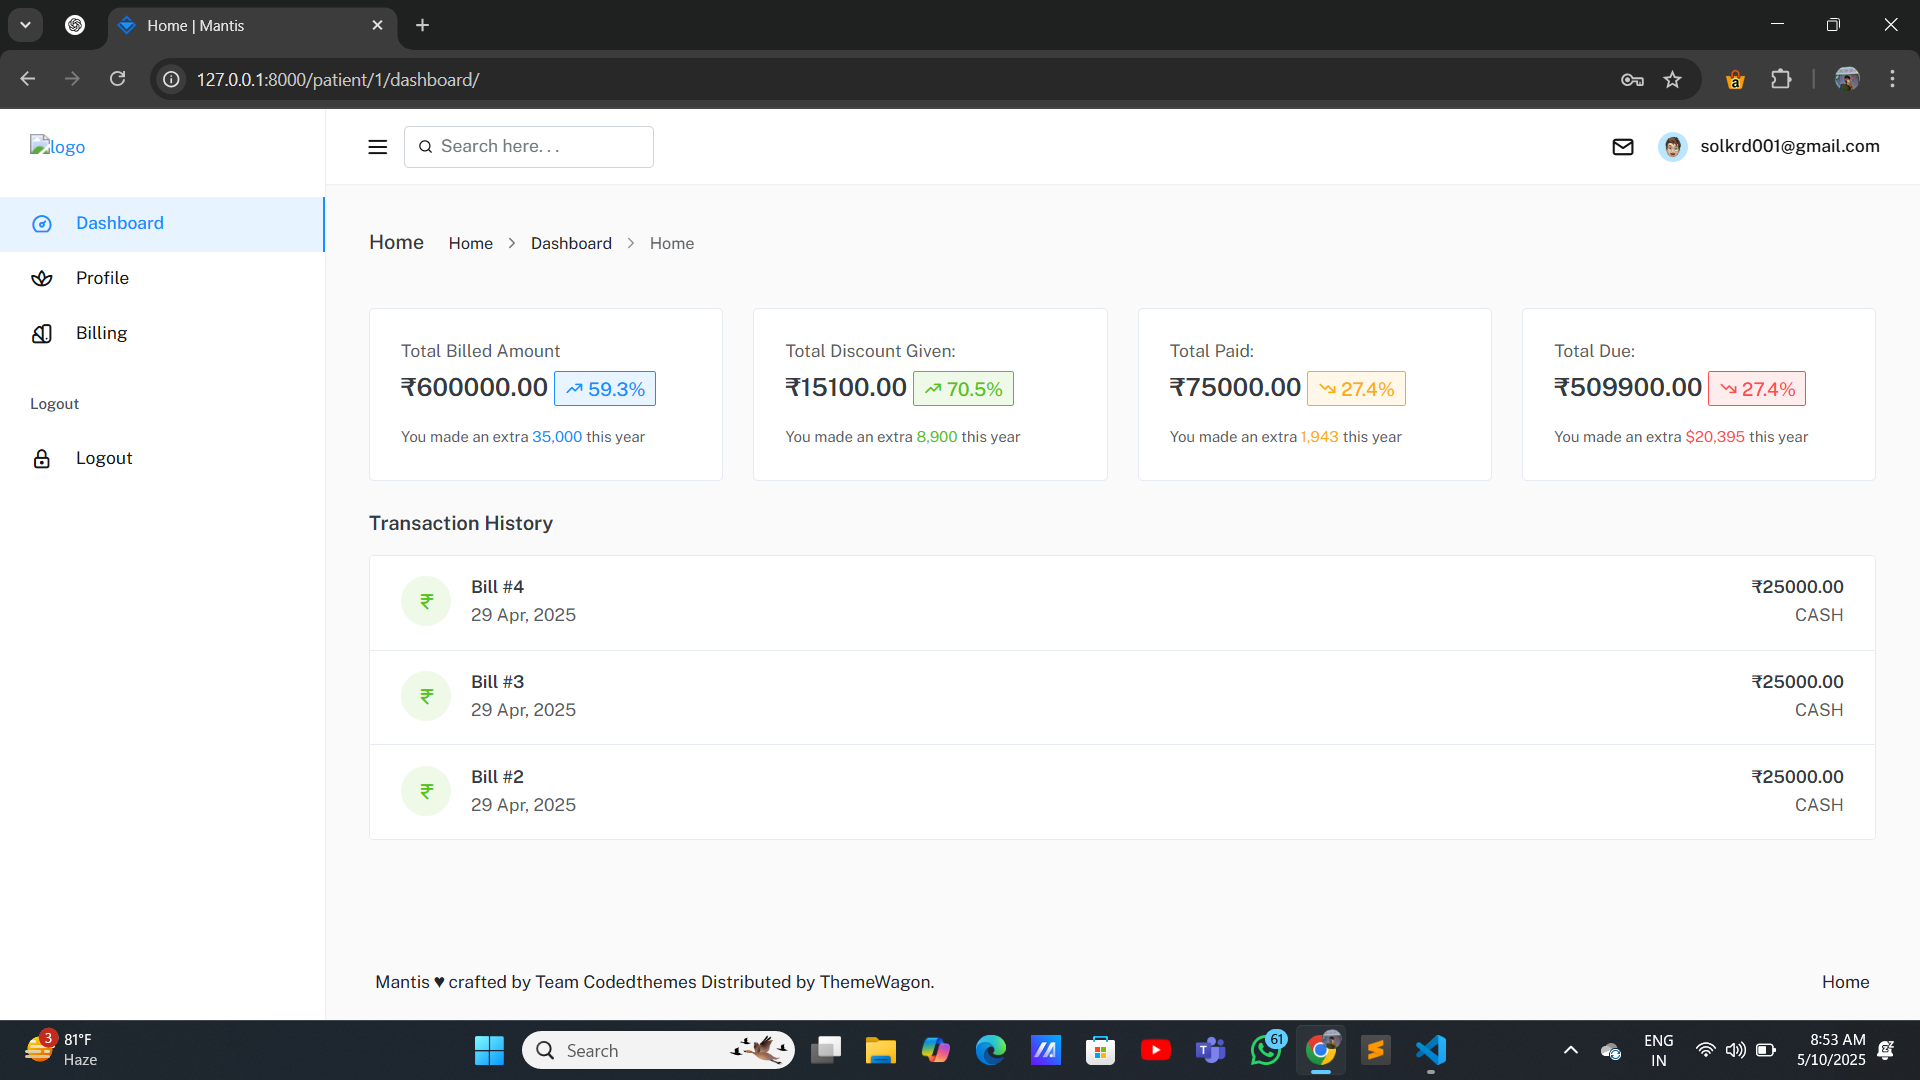 Home | Mantis
127.0.0.1:8000/patient/1/dashboard/
logo
Search here. . .
solkrd001@gmail.com
Dashboard
Profile
Billing
Logout
Logout
Home Home > Dashboard > Home
Total Billed Amount
₹600000.00 59.3%
You made an extra 35,000 this year
Total Discount Given:
₹15100.00 70.5%
You made an extra 8,900 this year
Total Paid:
₹75000.00 27.4%
You made an extra 1,943 this year
Total Due:
₹509900.00 27.4%
You made an extra $20,395 this year
Transaction History
₹
Bill #4
29 Apr, 2025
₹25000.00
CASH
₹
Bill #3
29 Apr, 2025
₹25000.00
CASH
₹
Bill #2
29 Apr, 2025
₹25000.00
CASH
Mantis ♥ crafted by Team Codedthemes Distributed by ThemeWagon.
Home
3
81°F
Haze
Search
61
ENG
IN
8:53 AM
5/10/2025